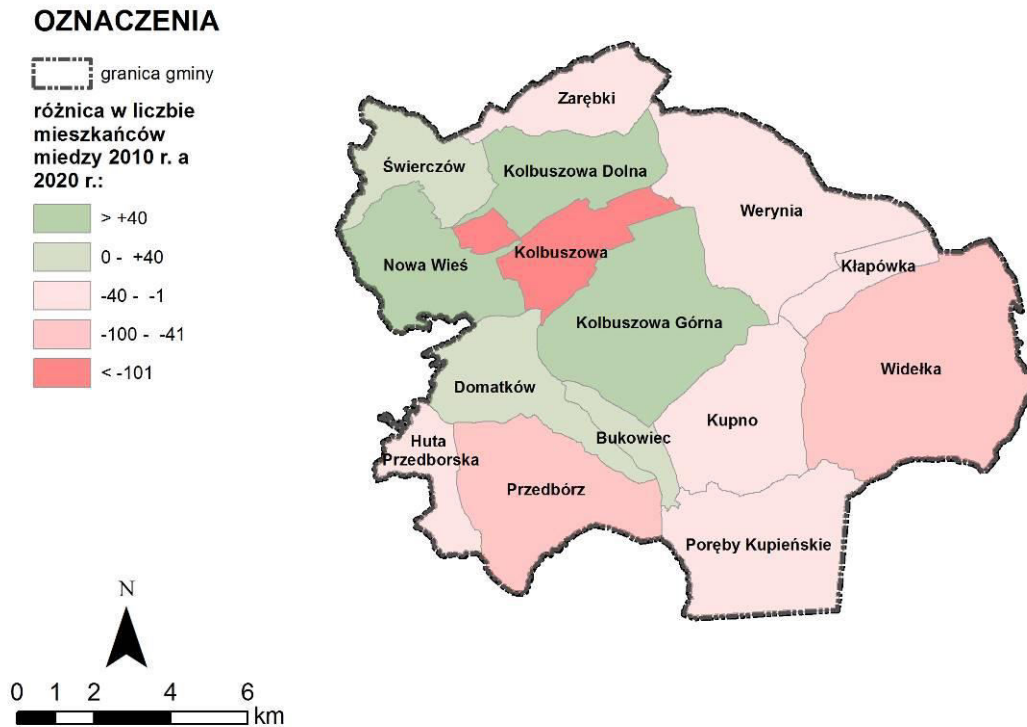 OZNACZENIA
granica gminy
różnica w liczbie
mieszkańców
miedzy 2010 r. a
2020 r.:
> +40
0 - +40
-40 - -1
-100 - -41
< -101
Zarębki
Świerczów
Kolbuszowa Dolna
Werynia
Kolbuszowa
Nowa Wieś
Kłapówka
Kolbuszowa Górna
Widełka
Domatków
Kupno
Bukowiec
Huta
Przedborska
Przedbórz
Poręby Kupieńskie
N
0 1 2 4 6
km